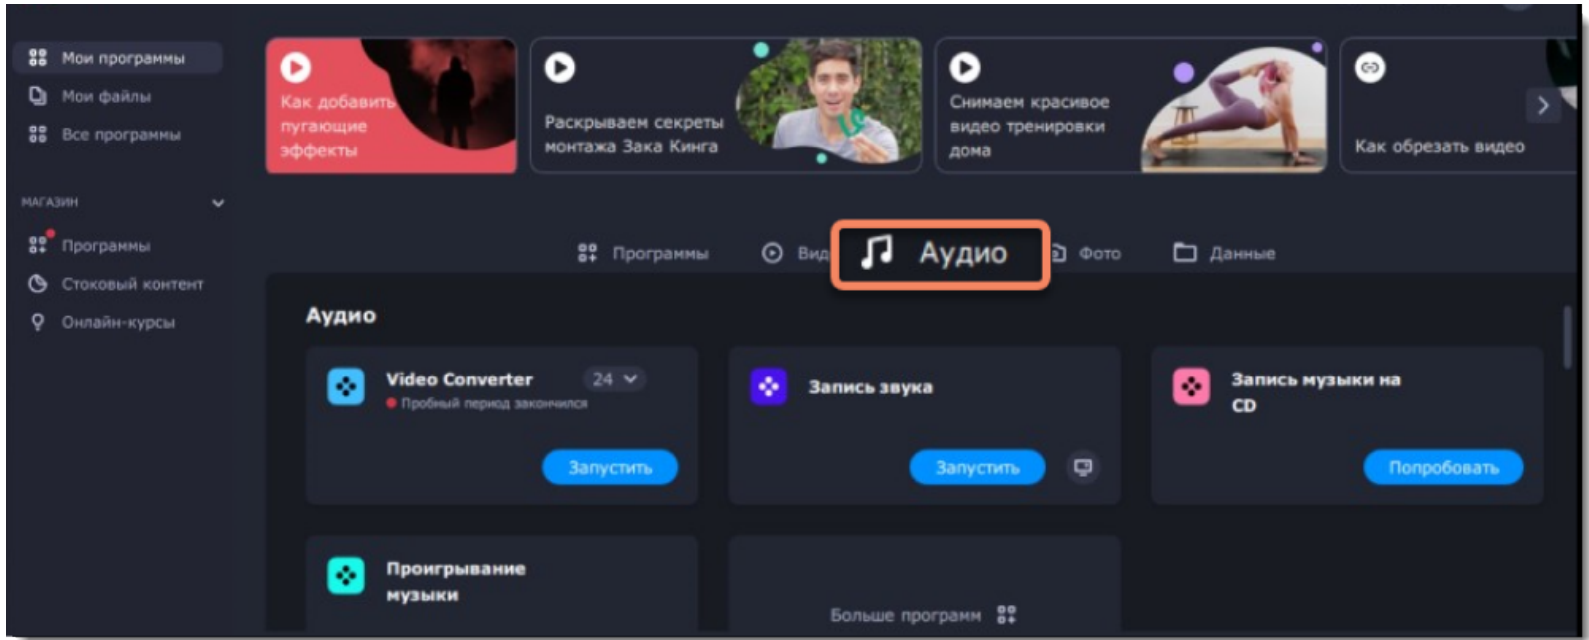 Мои программы
Мои файлы
Все программы
МАГАЗИН
Программы
Стоковый контент
Онлайн-курсы
Как добавить
пугающие
эффекты
Раскрываем секреты
монтажа Зака Кинга
Снимаем красивое
видео тренировки
дома
Как обрезать видео
Программы
Вид
Аудио
Фото
Данные
Аудио
Video Converter 24
Пробный период закончился
Запустить
Запись звука
Запустить
Запись музыки на
CD
Попробовать
Проигрывание
музыки
Больше программ